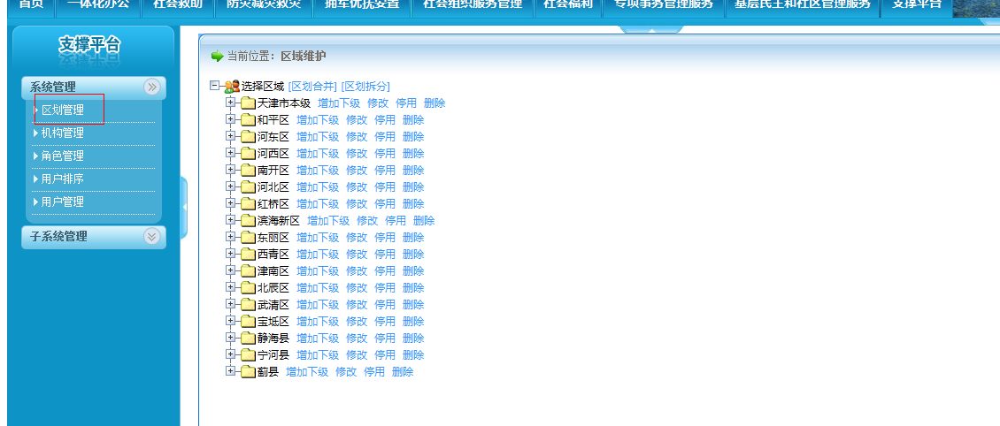 首页 一体化办公 社会救助 防灾减灾救灾 拥军优抚安置 社会组织服务管理 社会福利 专项事务管理服务 基层民主和社区管理服务 支撑平台
支撑平台
系统管理
区划管理
机构管理
角色管理
用户排序
用户管理
子系统管理
当前位置：区域维护
选择区域 [区划合并] [区划拆分]
天津市本级 增加下级 修改 停用 删除
和平区 增加下级 修改 停用 删除
河东区 增加下级 修改 停用 删除
河西区 增加下级 修改 停用 删除
南开区 增加下级 修改 停用 删除
河北区 增加下级 修改 停用 删除
红桥区 增加下级 修改 停用 删除
滨海新区 增加下级 修改 停用 删除
东丽区 增加下级 修改 停用 删除
西青区 增加下级 修改 停用 删除
津南区 增加下级 修改 停用 删除
北辰区 增加下级 修改 停用 删除
武清区 增加下级 修改 停用 删除
宝坻区 增加下级 修改 停用 删除
静海县 增加下级 修改 停用 删除
宁河县 增加下级 修改 停用 删除
蓟县 增加下级 修改 停用 删除